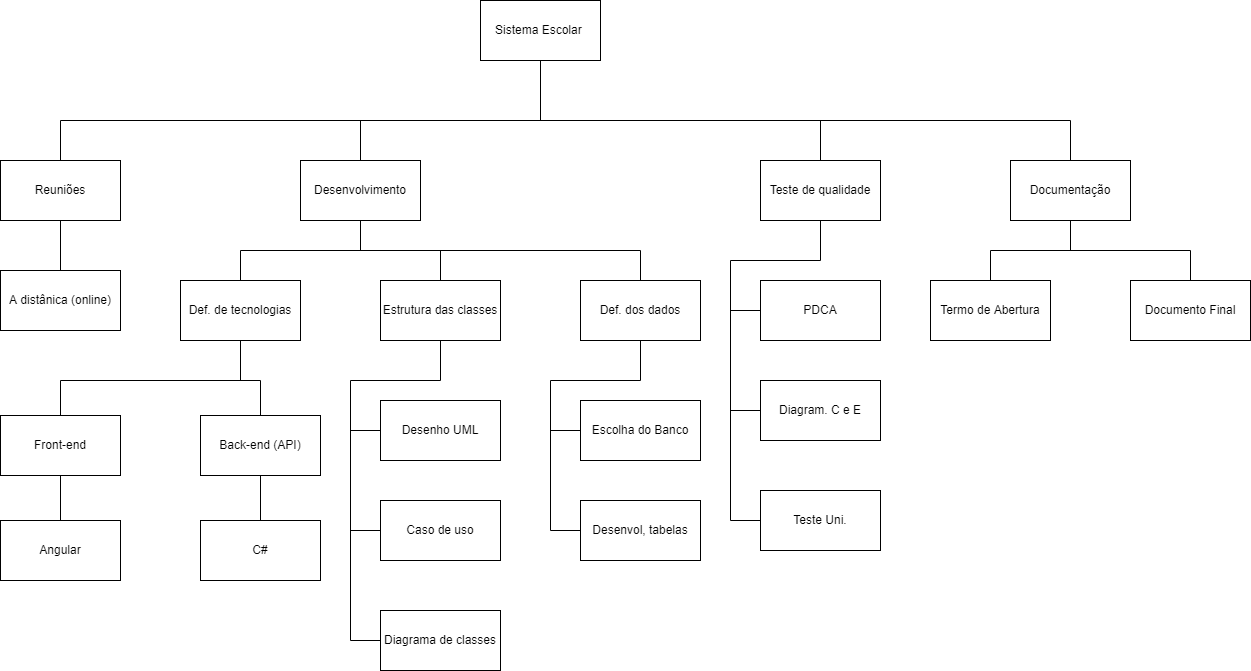 Sistema Escolar
Reuniões
Desenvolvimento
Teste de qualidade
Documentação
A distânica (online)
Def. de tecnologias
Estrutura das classes
Def. dos dados
PDCA
Termo de Abertura
Documento Final
Front-end
Back-end (API)
Desenho UML
Escolha do Banco
Diagram. C e E
Angular
C#
Caso de uso
Desenvol, tabelas
Teste Uni.
Diagrama de classes